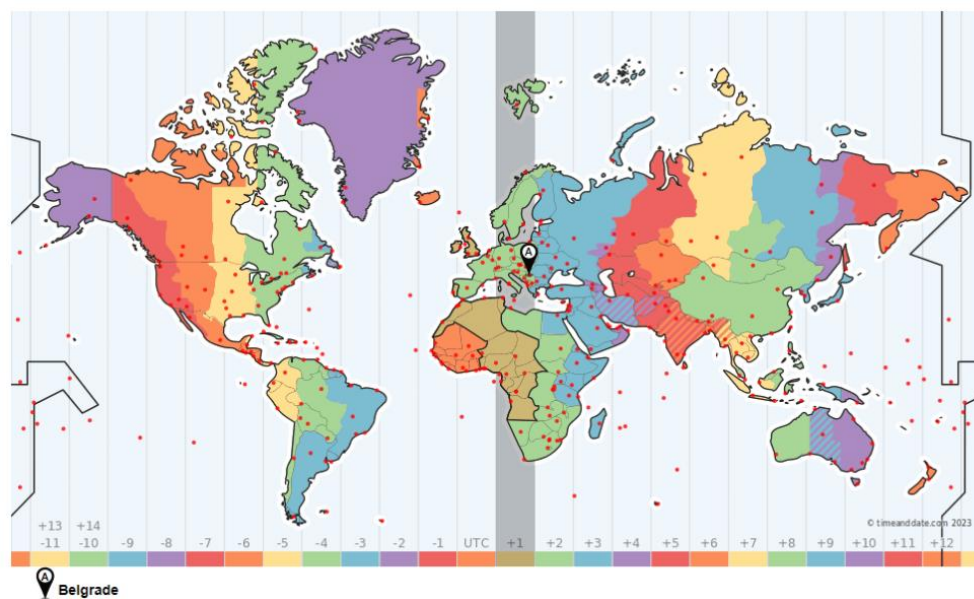 A
© timeanddate.com 2023
+13 +14
-11 -10 -9 -8 -7 -6 -5 -4 -3 -2 -1 UTC +1 +2 +3 +4 +5 +6 +7 +8 +9 +10 +11 +12
A Belgrade